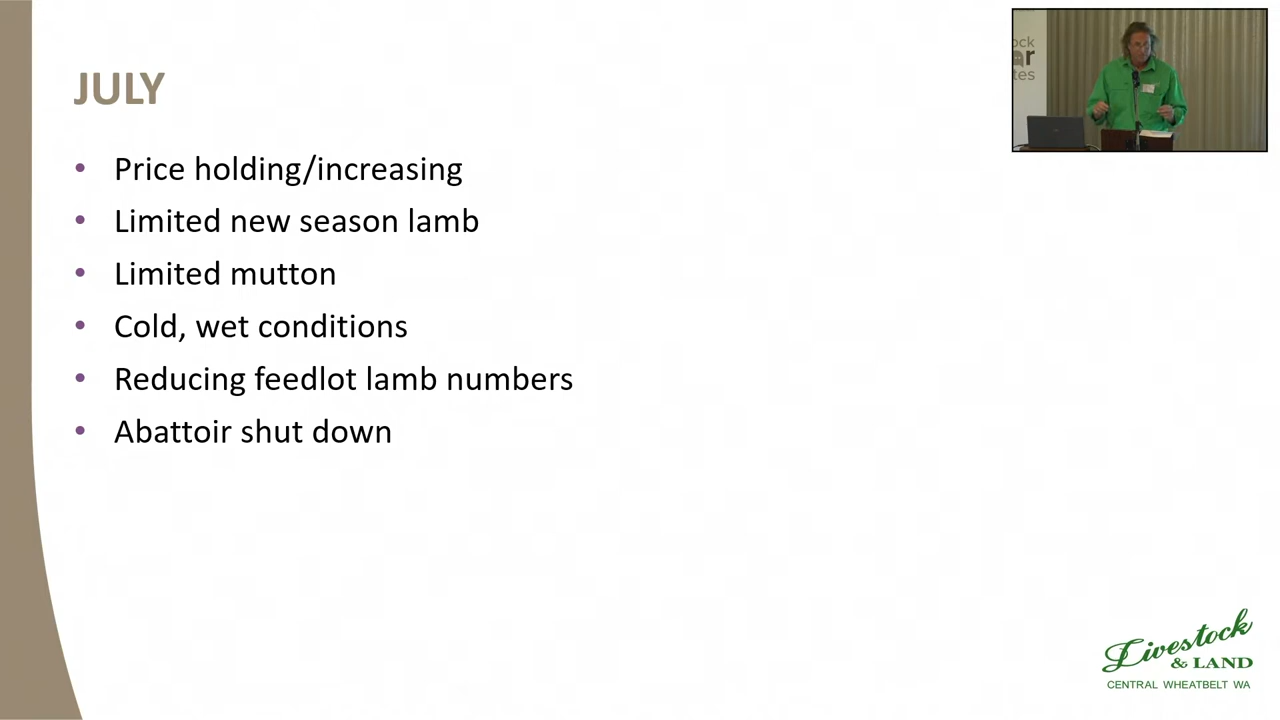 JULY
• Price holding/increasing
• Limited new season lamb
• Limited mutton
• Cold, wet conditions
• Reducing feedlot lamb numbers
• Abattoir shut down
Livestock
& LAND
CENTRAL WHEATBELT WA